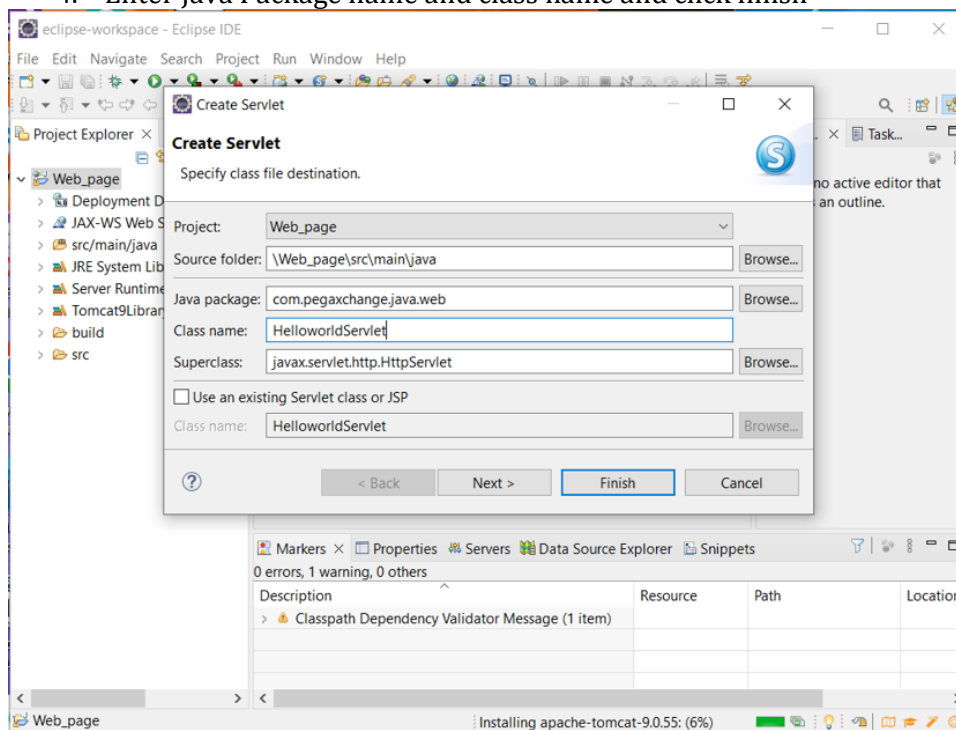 4. Enter Java Package name and class name and click finish
eclipse-workspace - Eclipse IDE
File Edit Navigate Search Project Run Window Help
Create Servlet
Project Explorer
Task...
Create Servlet
Specify class file destination.
no active editor that
an outline.
Web_page
Deployment D
JAX-WS Web S
src/main/java
JRE System Lib
Server Runtime
Tomcat9Librar
build
src
Project: Web_page
Source folder: \Web_page\src\main\java Browse...
Java package: com.pegaxchange.java.web Browse...
Class name: HelloworldServlet
Superclass: javax.servlet.http.HttpServlet Browse...
Use an existing Servlet class or JSP
Class name: HelloworldServlet Browse...
< Back Next > Finish Cancel
Markers Properties Servers Data Source Explorer Snippets
0 errors, 1 warning, 0 others
Description Resource Path Location
Classpath Dependency Validator Message (1 item)
Web_page Installing apache-tomcat-9.0.55: (6%)